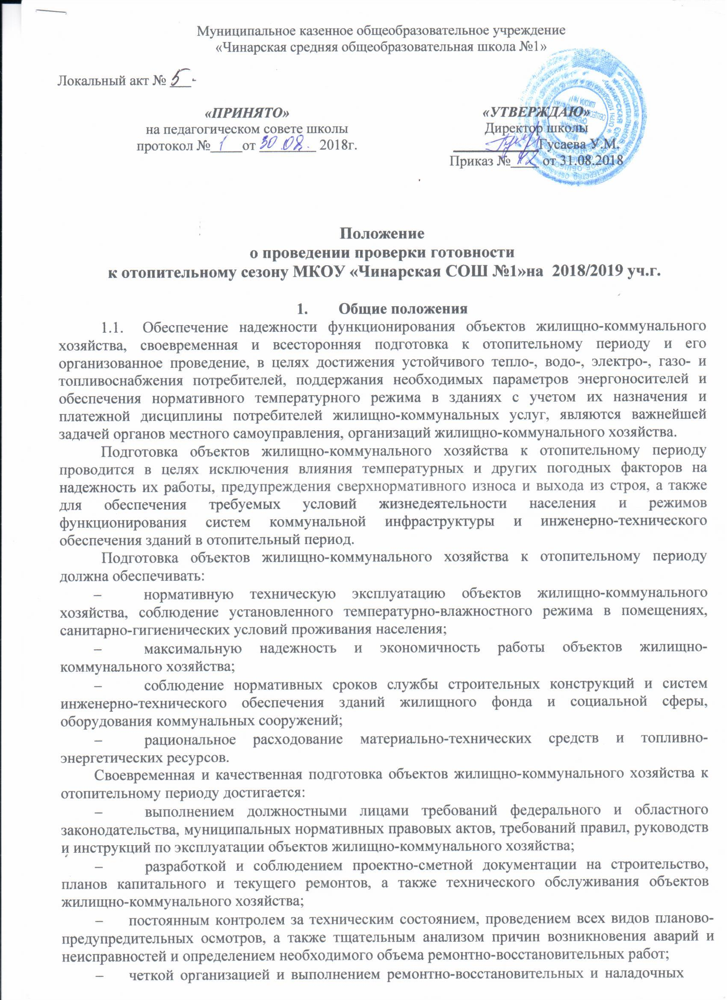 Муниципальное казенное общеобразовательное учреждение
«Чинарская средняя общеобразовательная школа №1»
Локальный акт № 5
«ПРИНЯТО»
на педагогическом совете школы
протокол № 1 от 30.08. 2018г.
«УТВЕРЖДАЮ»
Директор школы
Гусаева У.М.
Приказ № от 31.08.2018
Положение
о проведении проверки готовности
к отопительному сезону МКОУ «Чинарская СОШ №1»на 2018/2019 уч.г.
1. Общие положения
1.1. Обеспечение надежности функционирования объектов жилищно-коммунального
хозяйства, своевременная и всесторонняя подготовка к отопительному периоду и его
организованное проведение, в целях достижения устойчивого тепло-, водо-, электро-, газо- и
топливоснабжения потребителей, поддержания необходимых параметров энергоносителей и
обеспечения нормативного температурного режима в зданиях с учетом их назначения и
платежной дисциплины потребителей жилищно-коммунальных услуг, являются важнейшей
задачей органов местного самоуправления, организаций жилищно-коммунального хозяйства.
Подготовка объектов жилищно-коммунального хозяйства к отопительному периоду
проводится в целях исключения влияния температурных и других погодных факторов на
надежность их работы, предупреждения сверхнормативного износа и выхода из строя, а также
для обеспечения требуемых условий жизнедеятельности населения и режимов
функционирования систем коммунальной инфраструктуры и инженерно-технического
обеспечения зданий в отопительный период.
Подготовка объектов жилищно-коммунального хозяйства к отопительному периоду
должна обеспечивать:
– нормативную техническую эксплуатацию объектов жилищно-коммунального
хозяйства, соблюдение установленного температурно-влажностного режима в помещениях,
санитарно-гигиенических условий проживания населения;
– максимальную надежность и экономичность работы объектов жилищно-
коммунального хозяйства;
– соблюдение нормативных сроков службы строительных конструкций и систем
инженерно-технического обеспечения зданий жилищного фонда и социальной сферы,
оборудования коммунальных сооружений;
– рациональное расходование материально-технических средств и топливно-
энергетических ресурсов.
Своевременная и качественная подготовка объектов жилищно-коммунального хозяйства к
отопительному периоду достигается:
– выполнением должностными лицами требований федерального и областного
законодательства, муниципальных нормативных правовых актов, требований правил, руководств
и инструкций по эксплуатации объектов жилищно-коммунального хозяйства;
– разработкой и соблюдением проектно-сметной документации на строительство,
планов капитального и текущего ремонтов, а также технического обслуживания объектов
жилищно-коммунального хозяйства;
– постоянным контролем за техническим состоянием, проведением всех видов планово-
предупредительных осмотров, а также тщательным анализом причин возникновения аварий и
неисправностей и определением необходимого объема ремонтно-восстановительных работ;
– четкой организацией и выполнением ремонтно-восстановительных и наладочных